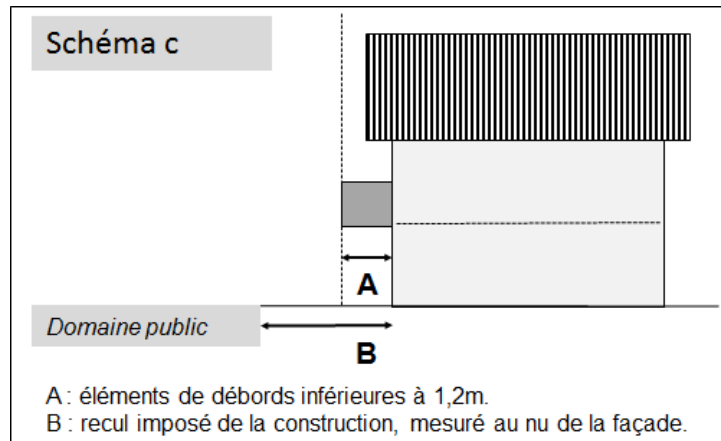 Schéma c
A
Domaine public
B
A : éléments de débords inférieures à 1,2m.
B : recul imposé de la construction, mesuré au nu de la façade.